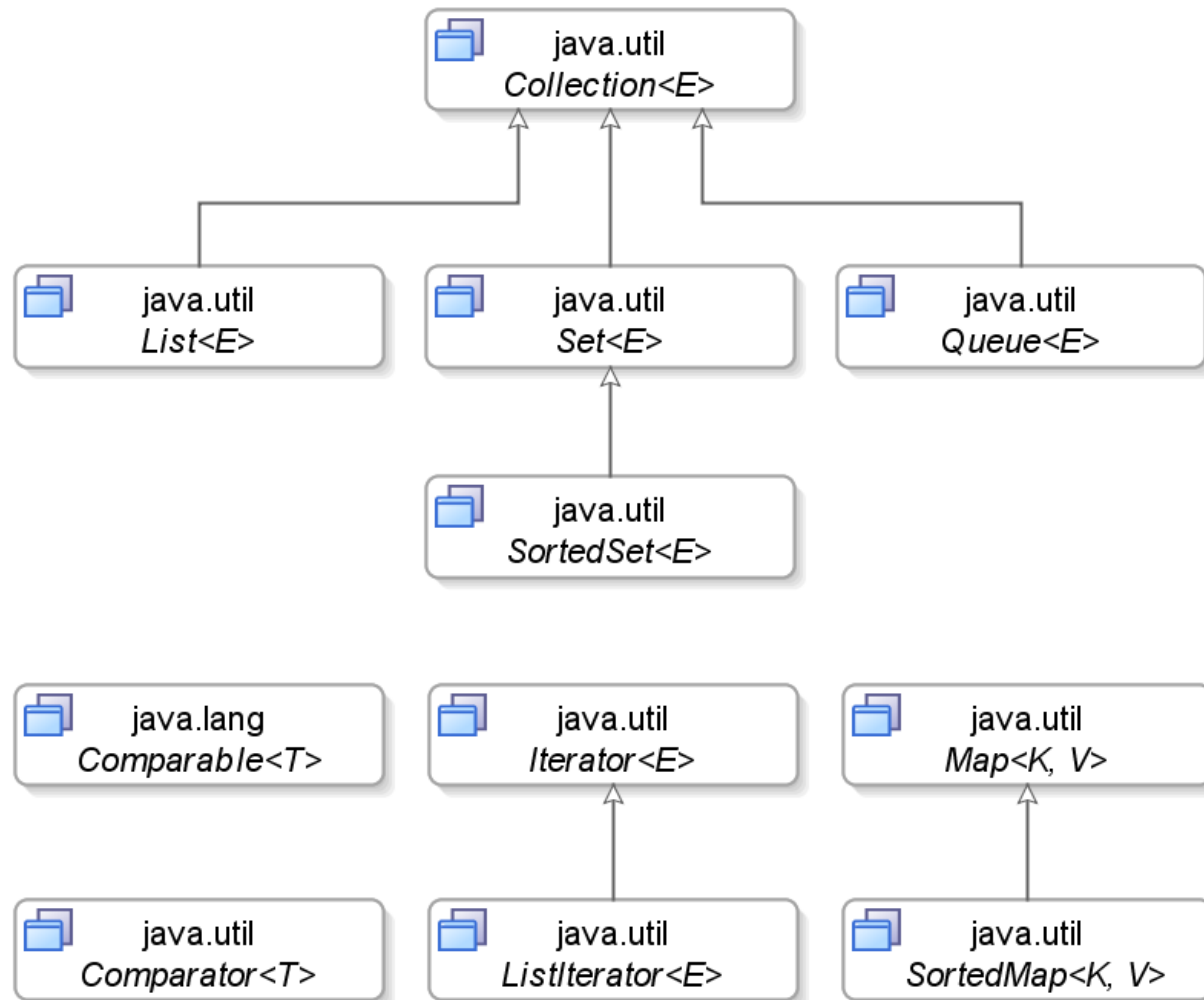 java.util
Collection<E>
java.util
List<E>
java.util
Set<E>
java.util
Queue<E>
java.util
SortedSet<E>
java.lang
Comparable<T>
java.util
Iterator<E>
java.util
Map<K, V>
java.util
Comparator<T>
java.util
ListIterator<E>
java.util
SortedMap<K, V>